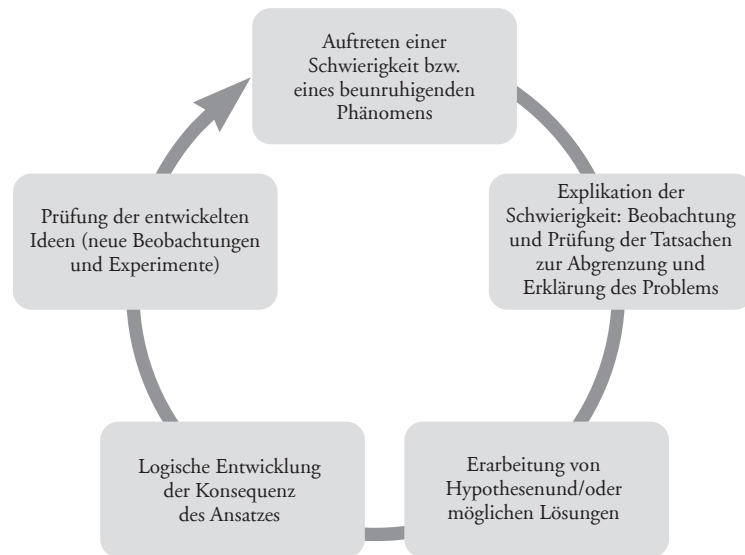 Auftreten einer
Schwierigkeit bzw.
eines beunruhigenden
Phänomens
Explikation der
Schwierigkeit: Beobachtung
und Prüfung der Tatsachen
zur Abgrenzung und
Erklärung des Problems
Erarbeitung von
Hypothesenund/oder
möglichen Lösungen
Logische Entwicklung
der Konsequenz
des Ansatzes
Prüfung der entwickelten
Ideen (neue Beobachtungen
und Experimente)